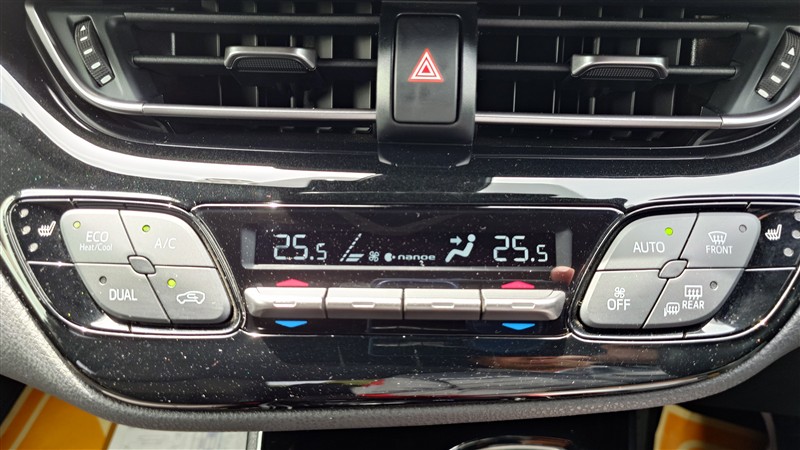 ECO
Heat/Cool
A/C
DUAL
25.5
nanoe
25.5
AUTO
FRONT
OFF
REAR